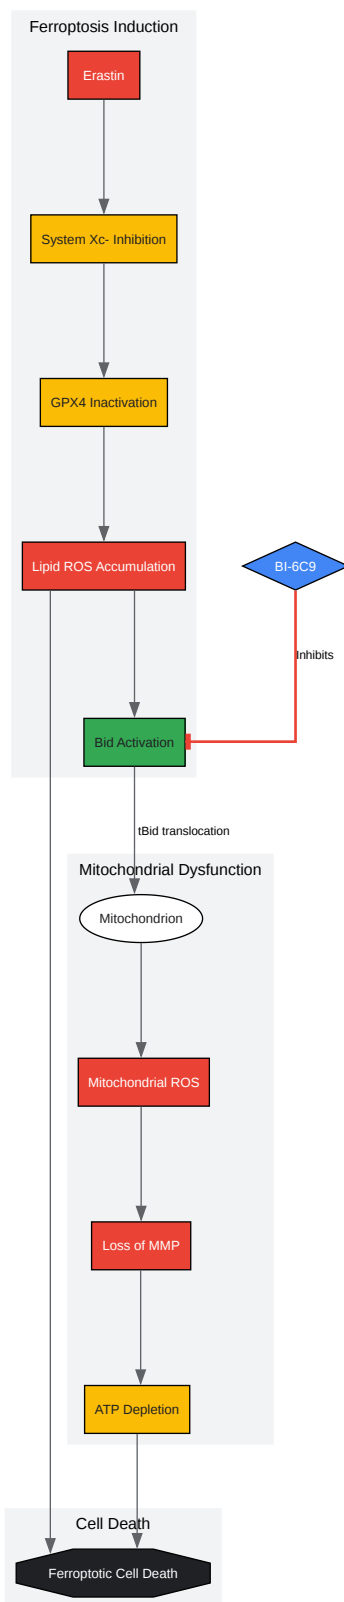 Ferroptosis Induction
Erastin
System Xc- Inhibition
GPX4 Inactivation
Lipid ROS Accumulation
BI-6C9
Inhibits
Bid Activation
tBid translocation
Mitochondrial Dysfunction
Mitochondrion
Mitochondrial ROS
Loss of MMP
ATP Depletion
Cell Death
Ferroptotic Cell Death